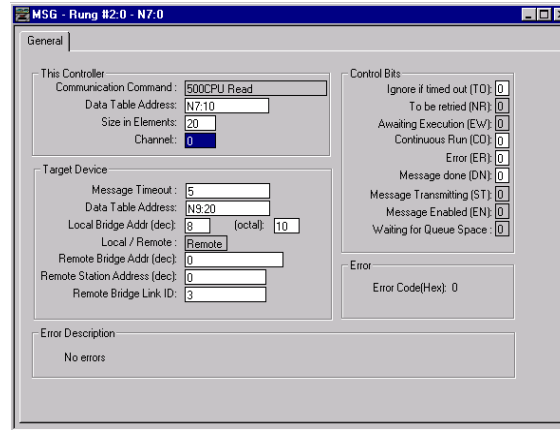 MSG - Rung #2:0 - N7:0
General
This Controller
Communication Command : 500CPU Read
Data Table Address: N7:10
Size in Elements: 20
Channel:: 0
Target Device
Message Timeout : 5
Data Table Address: N9:20
Local Bridge Addr (dec): 8 (octal): 10
Local / Remote : Remote
Remote Bridge Addr (dec): 0
Remote Station Address (dec): 0
Remote Bridge Link ID: 3
Control Bits
Ignore if timed out (TO): 0
To be retried (NR): 0
Awaiting Execution (EW): 0
Continuous Run (CO): 0
Error (ER): 0
Message done (DN): 0
Message Transmitting (ST): 0
Message Enabled (EN): 0
Waiting for Queue Space : 0
Error
Error Code(Hex): 0
Error Description
No errors